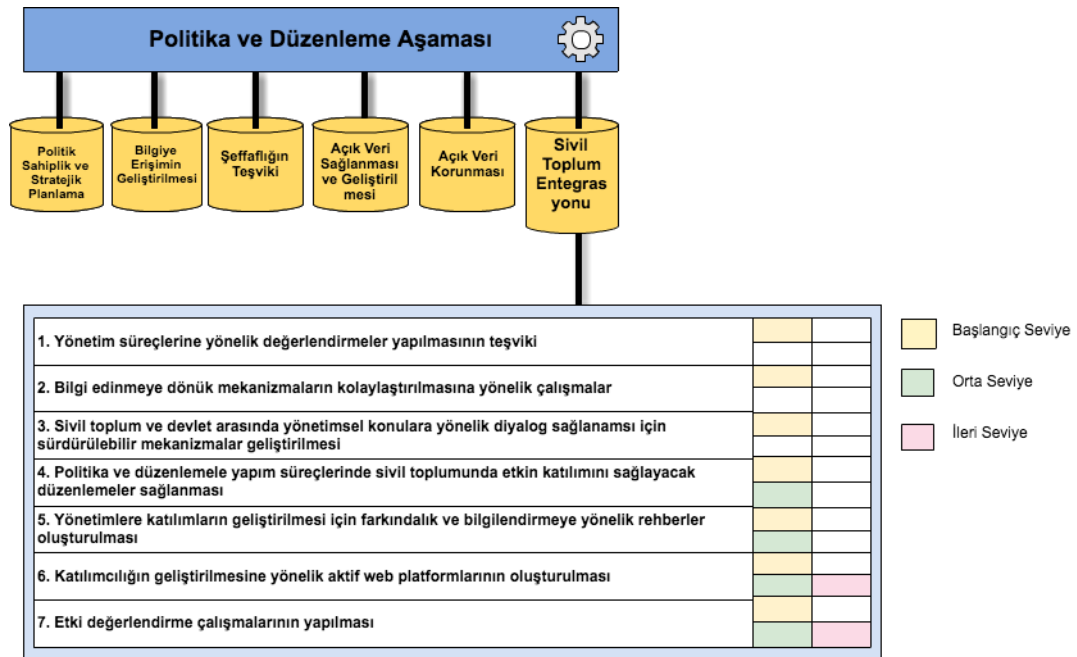 Politika ve Düzenleme Aşaması
Politik
Sahiplik ve
Stratejik
Planlama
Bilgiye
Erişimin
Geliştirilmesi
Şeffaflığın
Teşviki
Açık Veri
Sağlanması
ve Geliştiril
mesi
Açık Veri
Korunması
Sivil
Toplum
Entegras
yonu
1. Yönetim süreçlerine yönelik değerlendirmeler yapılmasının teşviki
2. Bilgi edinmeye dönük mekanizmaların kolaylaştırılmasına yönelik çalışmalar
3. Sivil toplum ve devlet arasında yönetimsel konulara yönelik diyalog sağlanamsı için
sürdürülebilir mekanizmalar geliştirilmesi
4. Politika ve düzenlemele yapım süreçlerinde sivil toplumunda etkin katılımını sağlayacak
düzenlemeler sağlanması
5. Yönetimlere katılımların geliştirilmesi için farkındalık ve bilgilendirmeye yönelik rehberler
oluşturulması
6. Katılımcılığın geliştirilmesine yönelik aktif web platformlarının oluşturulması
7. Etki değerlendirme çalışmalarının yapılması
Başlangıç Seviye
Orta Seviye
İleri Seviye